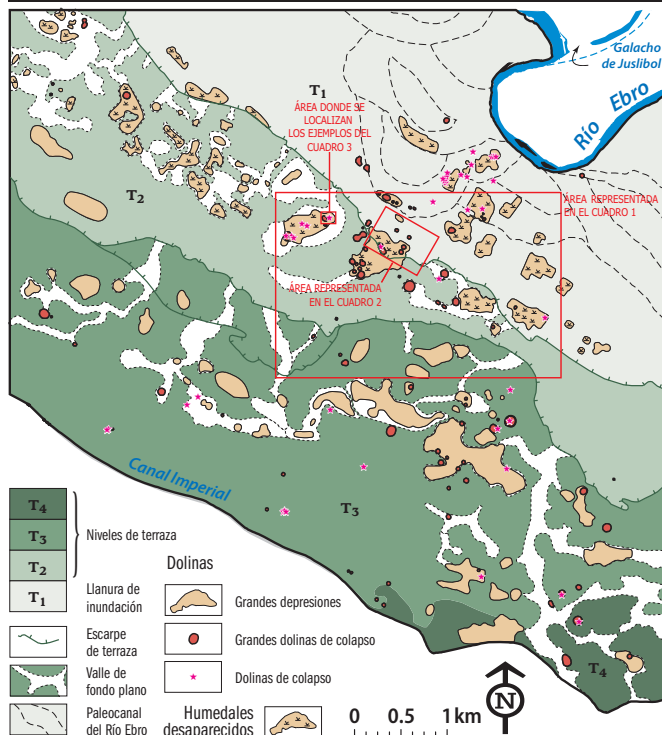 Galacho
de Juslibol
Río Ebro
T1
ÁREA DONDE SE
LOCALIZAN
LOS EJEMPLOS DEL
CUADRO 3
T2
ÁREA REPRESENTADA
EN EL CUADRO 1
ÁREA REPRESENTADA
EN EL CUADRO 2
Canal Imperial
T3
T4
T4
T3
T2
T1
Niveles de terraza
Llanura de
inundación
Escarpe
de terraza
Valle de
fondo plano
Paleocanal
del Río Ebro
Dolinas
Grandes depresiones
Grandes dolinas de colapso
Dolinas de colapso
Humedales
desaparecidos
0 0.5 1 km
N